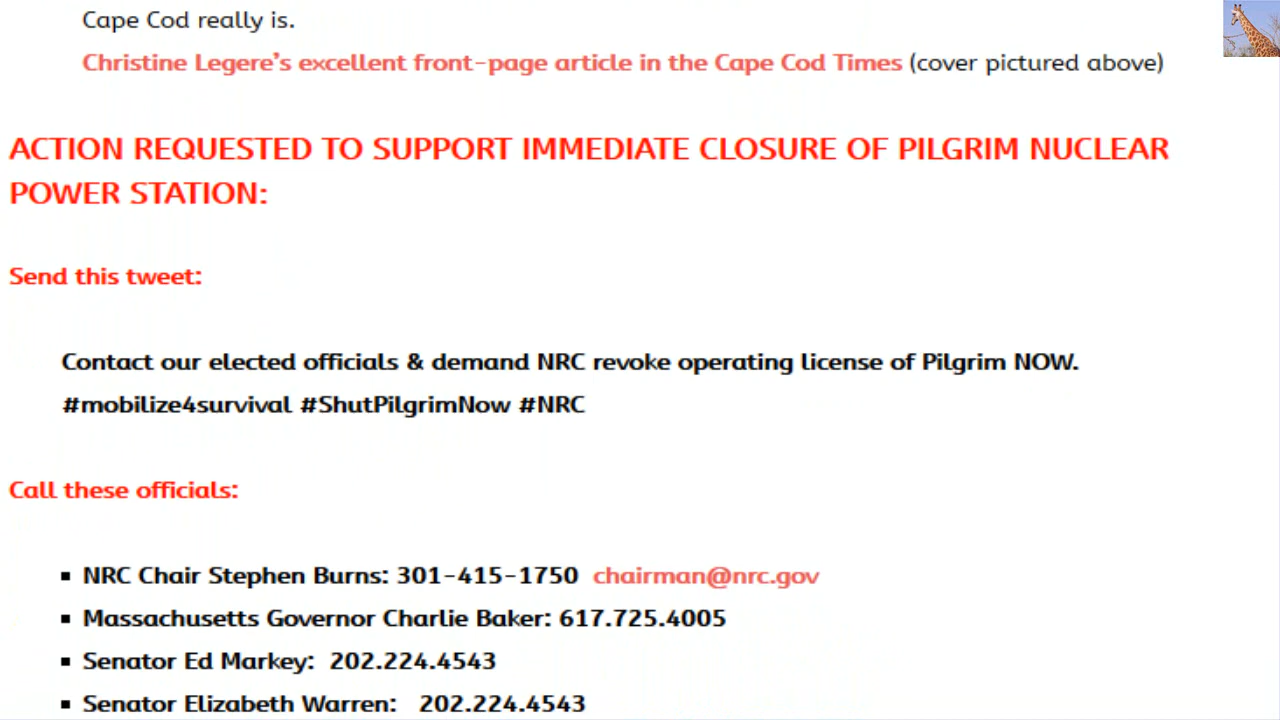 Cape Cod really is.
Christine Legere's excellent front-page article in the Cape Cod Times (cover pictured above)
ACTION REQUESTED TO SUPPORT IMMEDIATE CLOSURE OF PILGRIM NUCLEAR
POWER STATION:
Send this tweet:
Contact our elected officials & demand NRC revoke operating license of Pilgrim NOW.
#mobilize4survival #ShutPilgrimNow #NRC
Call these officials:
▪ NRC Chair Stephen Burns: 301-415-1750 chairman@nrc.gov
▪ Massachusetts Governor Charlie Baker: 617.725.4005
▪ Senator Ed Markey: 202.224.4543
▪ Senator Elizabeth Warren: 202.224.4543